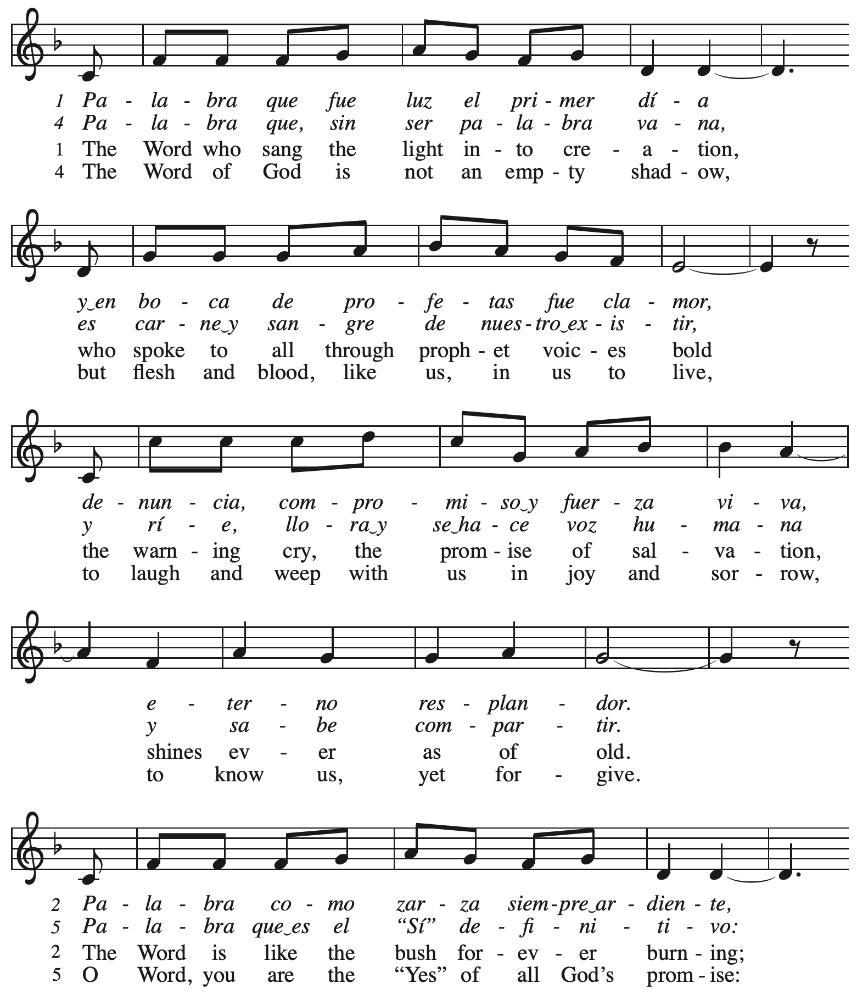 1 Pa - la - bra que fue luz el pri - mer dí - a
4 Pa - la - bra que, sin ser pa - la - bra va - na,
1 The Word who sang the light in - to cre - a - tion,
4 The Word of God is not an emp - ty shad - ow,
y‿en bo - ca de pro - fe - tas fue cla - mor,
es car - ne‿y san - gre de nues - tro‿ex - is - tir,
who spoke to all through proph - et voic - es bold
but flesh and blood, like us, in us to live,
de - nun - cia, com - pro - mi - so‿y fuer - za vi - va,
y rí - e, llo - ra‿y se‿ha - ce voz hu - ma - na
the warn - ing cry, the prom - ise of sal - va - tion,
to laugh and weep with us in joy and sor - row,
e - ter - no res - plan - dor.
y sa - be com - par - tir.
shines ev - er as of old.
to know us, yet for - give.
2 Pa - la - bra co - mo zar - za siem - pre‿ar - dien - te,
5 Pa - la - bra que‿es el “Sí” de - fi - ni - ti - vo:
2 The Word is like the bush for - ev - er burn - ing;
5 O Word, you are the “Yes” of all God’s prom - ise: